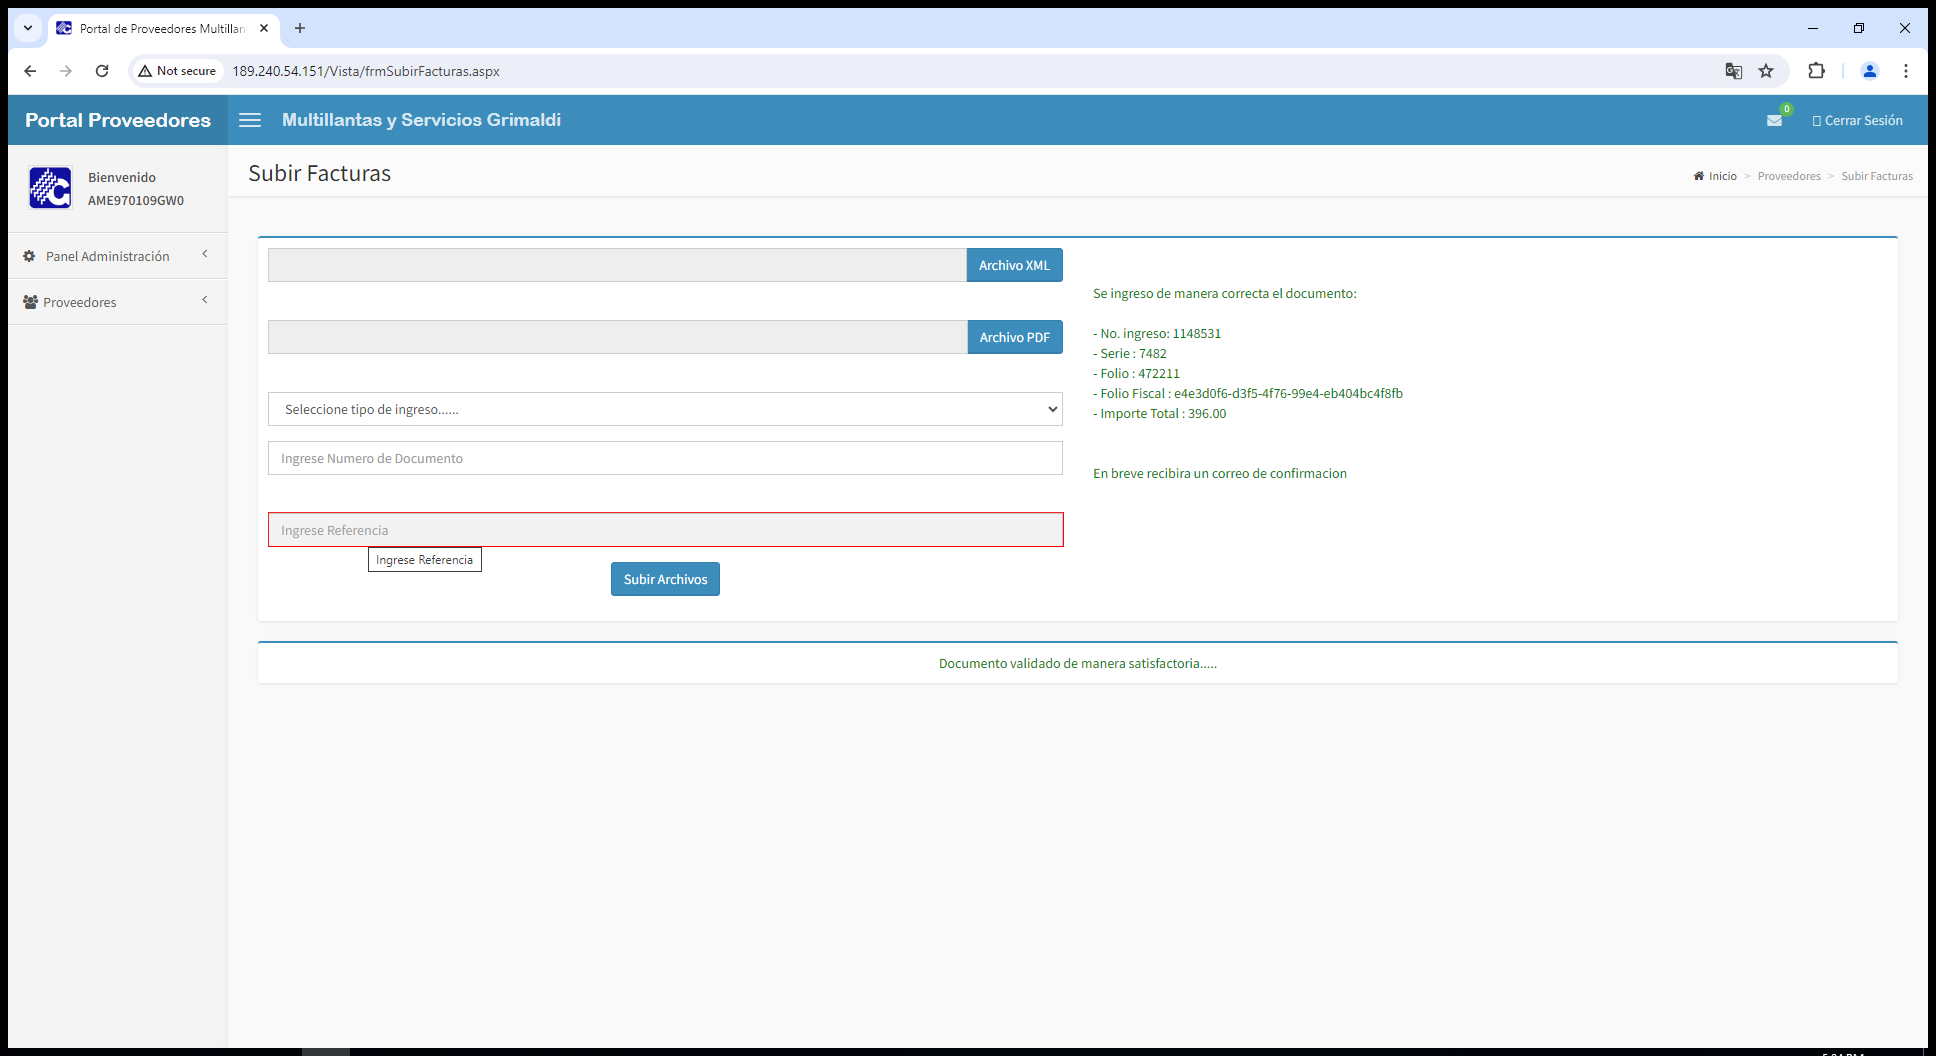 Portal de Proveedores Multillan
Not secure
189.240.54.151/Vista/frmSubirFacturas.aspx
Portal Proveedores
Multillantas y Servicios Grimaldi
0
Cerrar Sesión
Bienvenido
AME970109GW0
Panel Administración
Proveedores
Subir Facturas
Inicio > Proveedores > Subir Facturas
Archivo XML
Archivo PDF
Seleccione tipo de ingreso......
Ingrese Numero de Documento
Ingrese Referencia
Ingrese Referencia
Subir Archivos
Se ingreso de manera correcta el documento:
- No. ingreso: 1148531
- Serie : 7482
- Folio : 472211
- Folio Fiscal : e4e3d0f6-d3f5-4f76-99e4-eb404bc4f8fb
- Importe Total : 396.00
En breve recibira un correo de confirmacion
Documento validado de manera satisfactoria.....